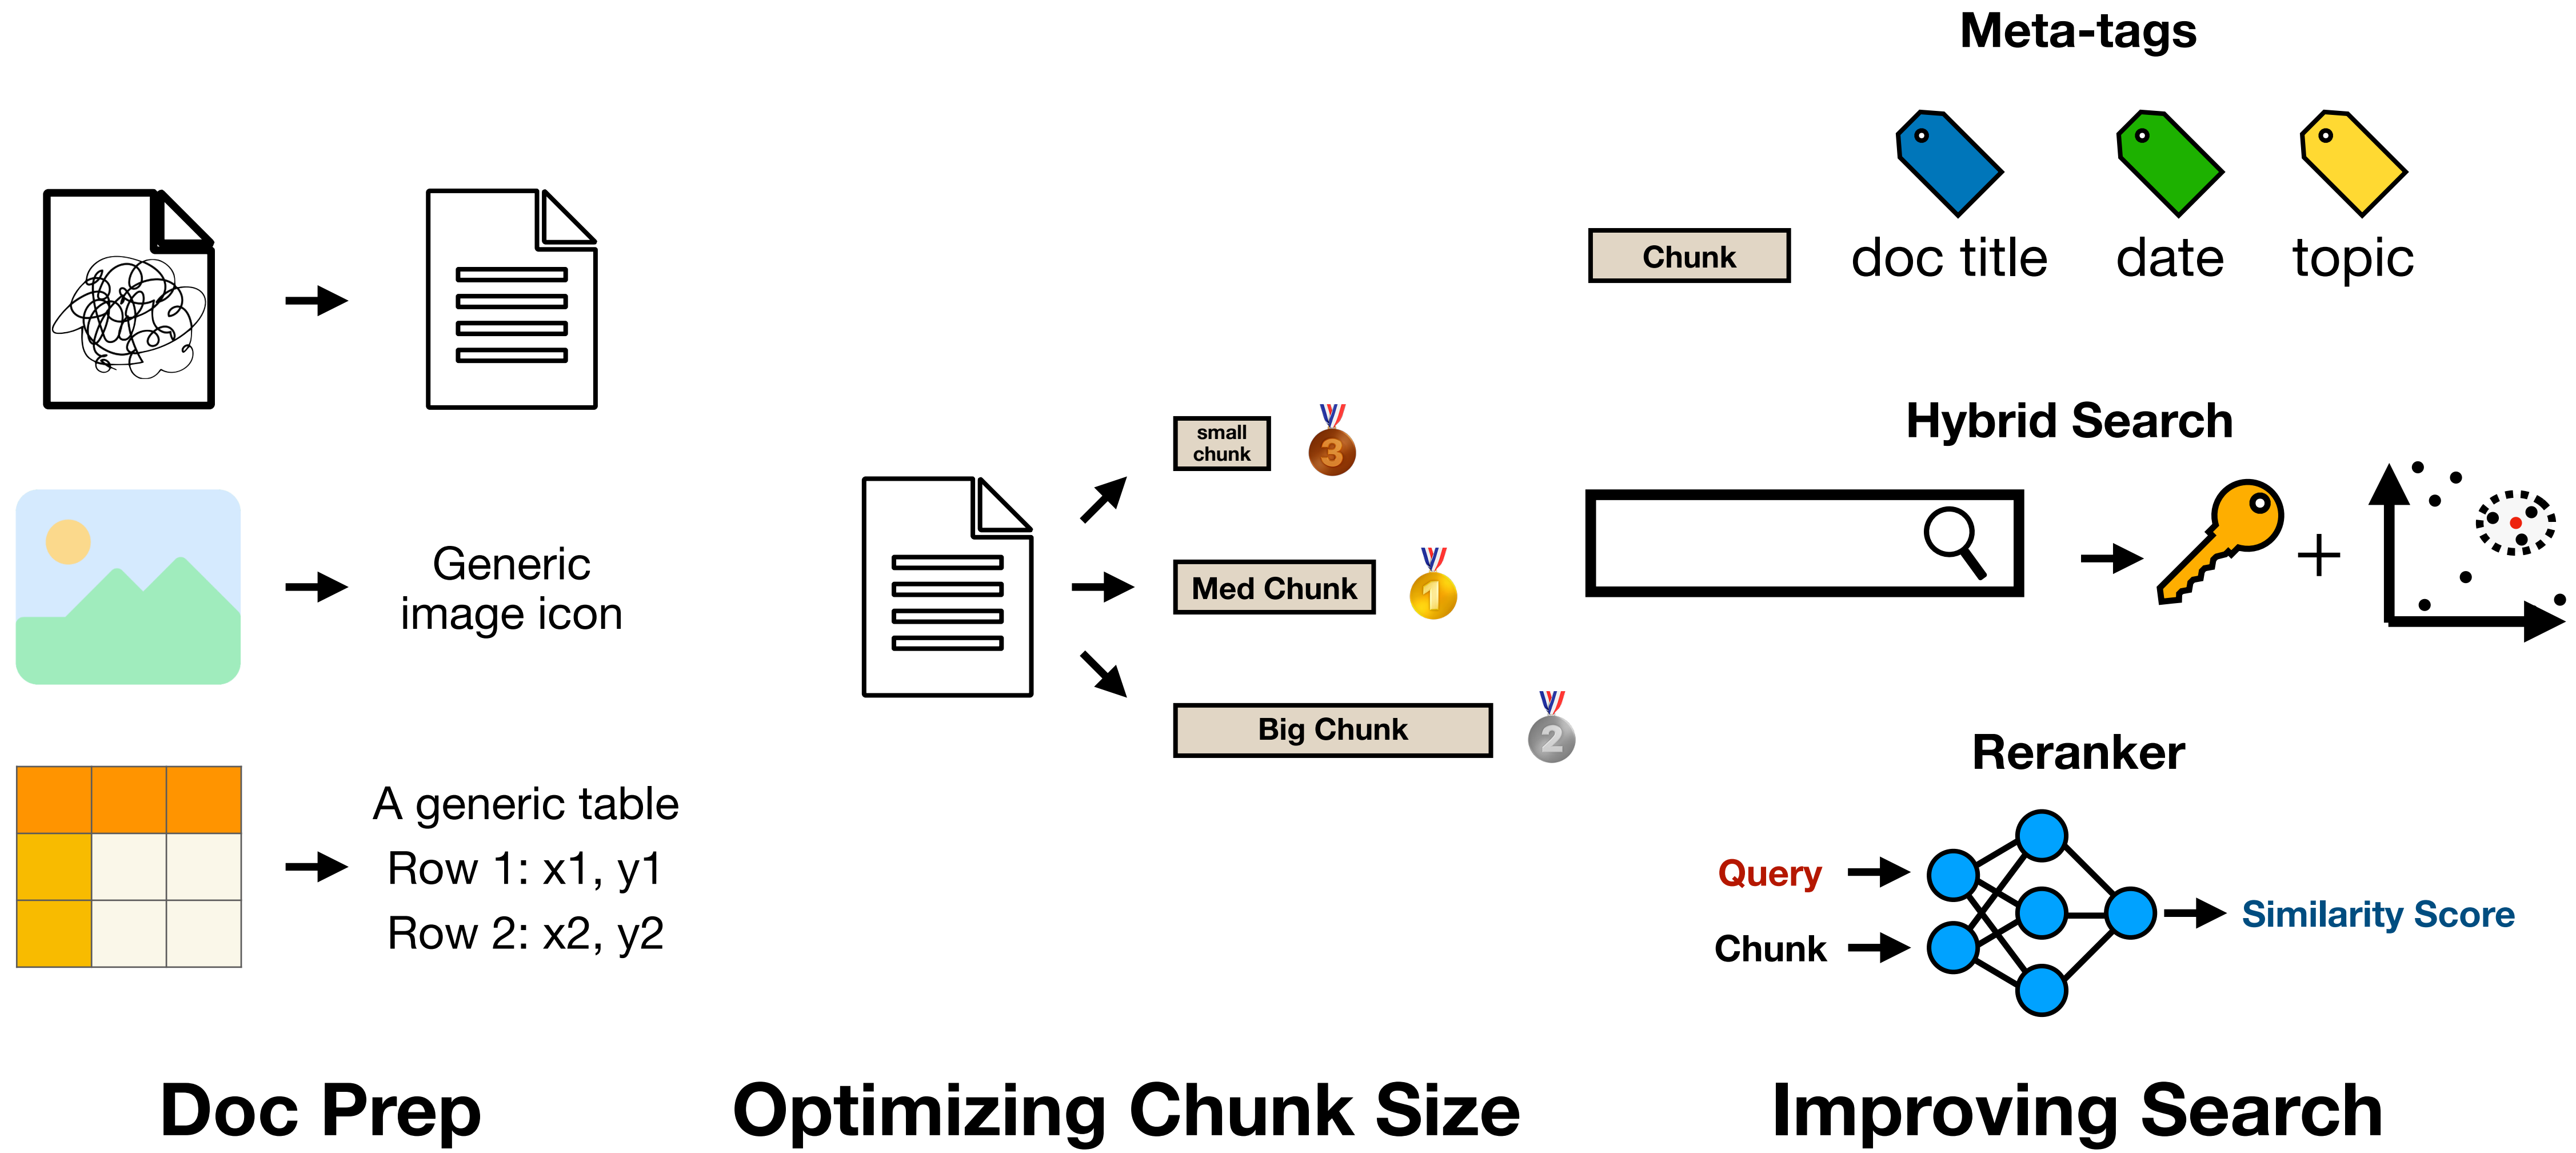 Generic
image icon
A generic table
Row 1: x1, y1
Row 2: x2, y2
Doc Prep
small
chunk
3
Med Chunk
1
Big Chunk
2
Optimizing Chunk Size
Meta-tags
Chunk
doc title
date
topic
Hybrid Search
+
Reranker
Query
Chunk
Similarity Score
Improving Search